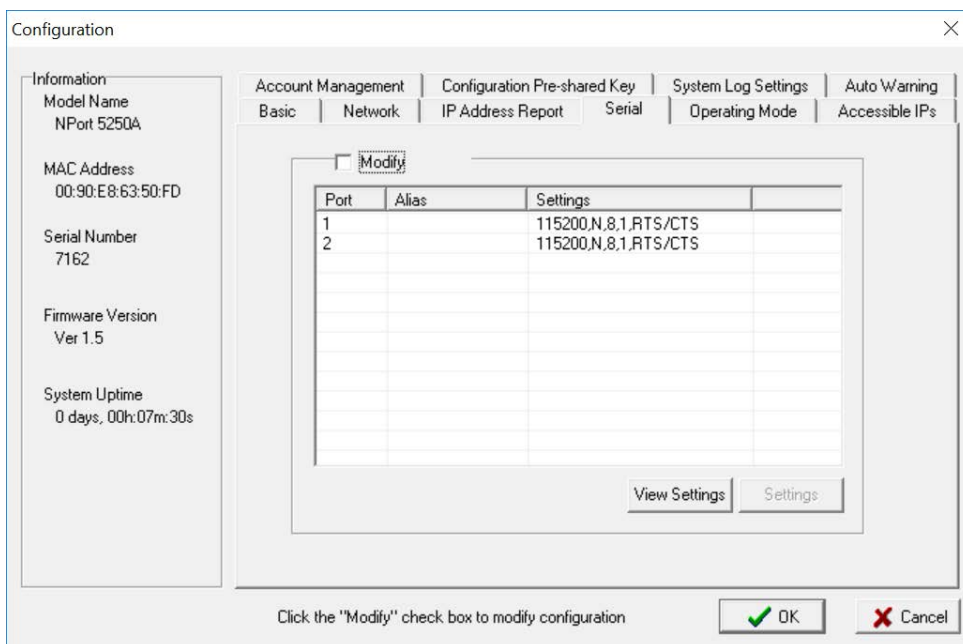 Configuration
Information
Model Name
NPort 5250A
MAC Address
00:90:E8:63:50:FD
Serial Number
7162
Firmware Version
Ver 1.5
System Uptime
0 days, 00h:07m:30s
Account Management Configuration Pre-shared Key System Log Settings Auto Warning
Basic Network IP Address Report Serial Operating Mode Accessible IPs
Modify
Port Alias Settings
1 115200,N,8,1,RTS/CTS
2 115200,N,8,1,RTS/CTS
View Settings Settings
Click the "Modify" check box to modify configuration OK Cancel